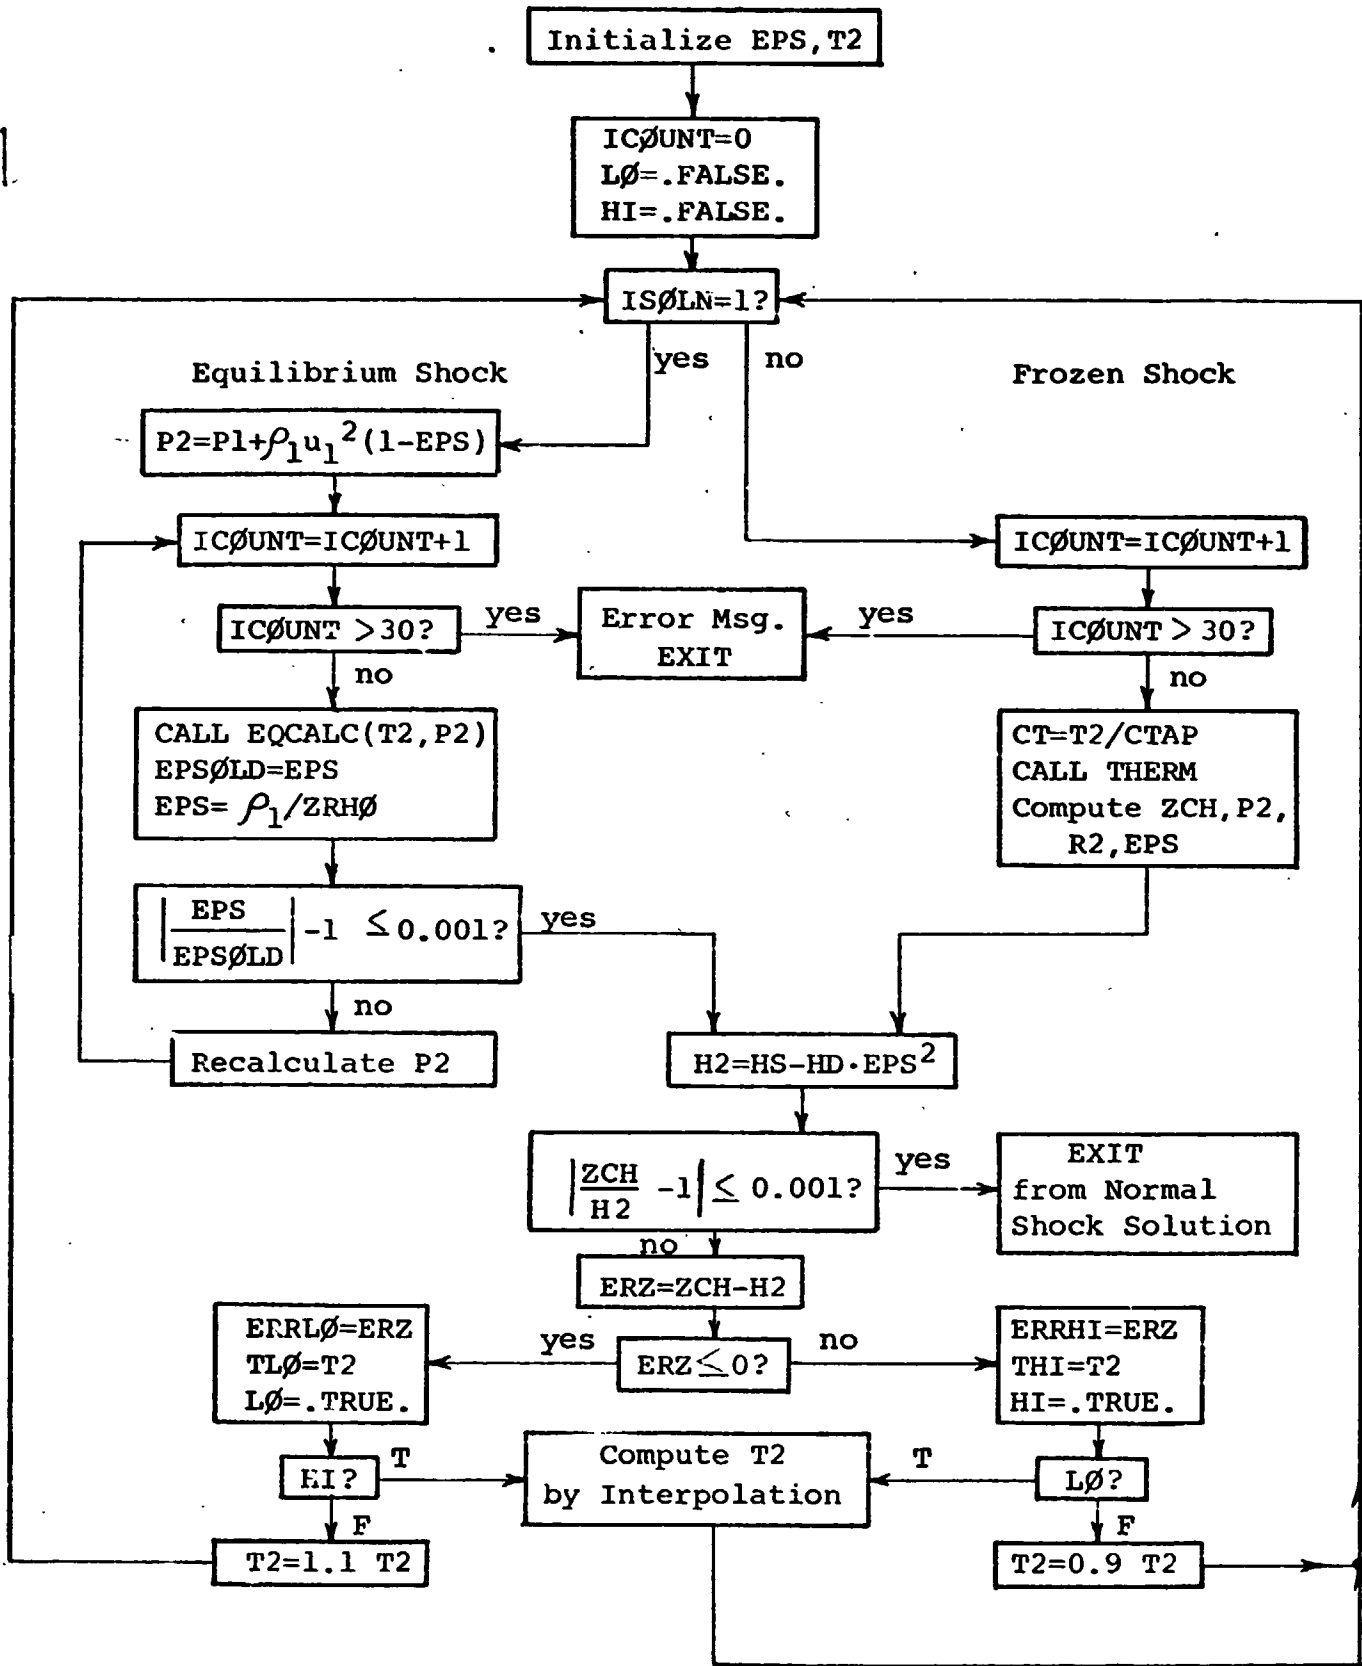 Initialize EPS,T2
ICØUNT=0
LØ=.FALSE.
HI=.FALSE.
ISØLN=1?
yes
no
Equilibrium Shock
Frozen Shock
P2=P1+ρ₁u₁²(1-EPS)
ICØUNT=ICØUNT+1
ICØUNT=ICØUNT+1
ICØUNT >30?
yes
Error Msg.
EXIT
yes
ICØUNT > 30?
no
no
CALL EQCALC(T2,P2)
EPSØLD=EPS
EPS= ρ₁/ZRHØ
CT=T2/CTAP
CALL THERM
Compute ZCH,P2,
R2,EPS
|EPS/EPSØLD| -1 ≤ 0.001?
yes
no
Recalculate P2
H2=HS-HD·EPS²
|ZCH/H2 -1| ≤ 0.001?
yes
EXIT
from Normal
Shock Solution
no
ERZ=ZCH-H2
ERRLØ=ERZ
TLØ=T2
LØ=.TRUE.
yes
ERZ≤0?
no
ERRHI=ERZ
THI=T2
HI=.TRUE.
HI?
T
Compute T2
by Interpolation
T
LØ?
F
F
T2=1.1 T2
T2=0.9 T2